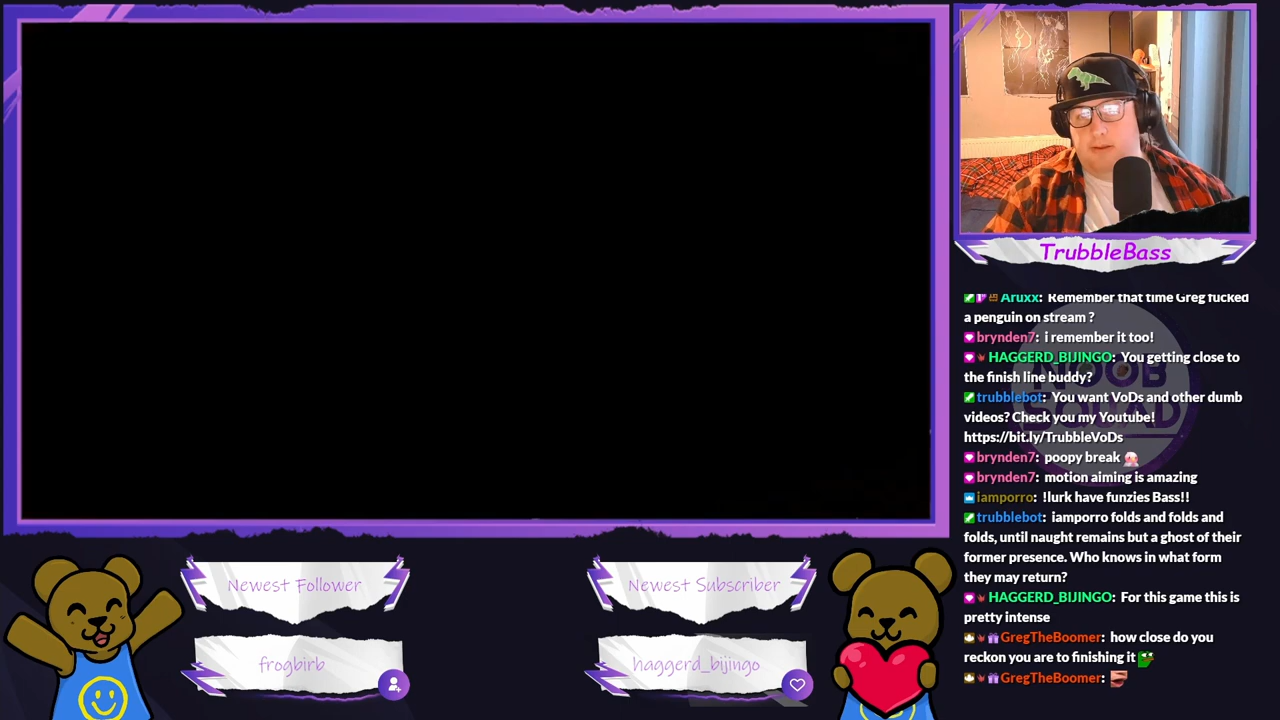 TrubbleBass
Aruxx: Remember that time Greg fucked
a penguin on stream ?
brynden7: i remember it too!
HAGGERD_BIJINGO: You getting close to
the finish line buddy?
trubblebot: You want VoDs and other dumb
videos? Check you my Youtube!
https://bit.ly/TrubbleVoDs
brynden7: poopy break
brynden7: motion aiming is amazing
iamporro: !lurk have funzies Bass!!
trubblebot: iamporro folds and folds and
folds, until naught remains but a ghost of their
former presence. Who knows in what form
they may return?
HAGGERD_BIJINGO: For this game this is
pretty intense
GregTheBoomer: how close do you
reckon you are to finishing it
GregTheBoomer:
NOOB
SQUAD
Newest Follower
frogbirb
Newest Subscriber
haggerd_bijingo